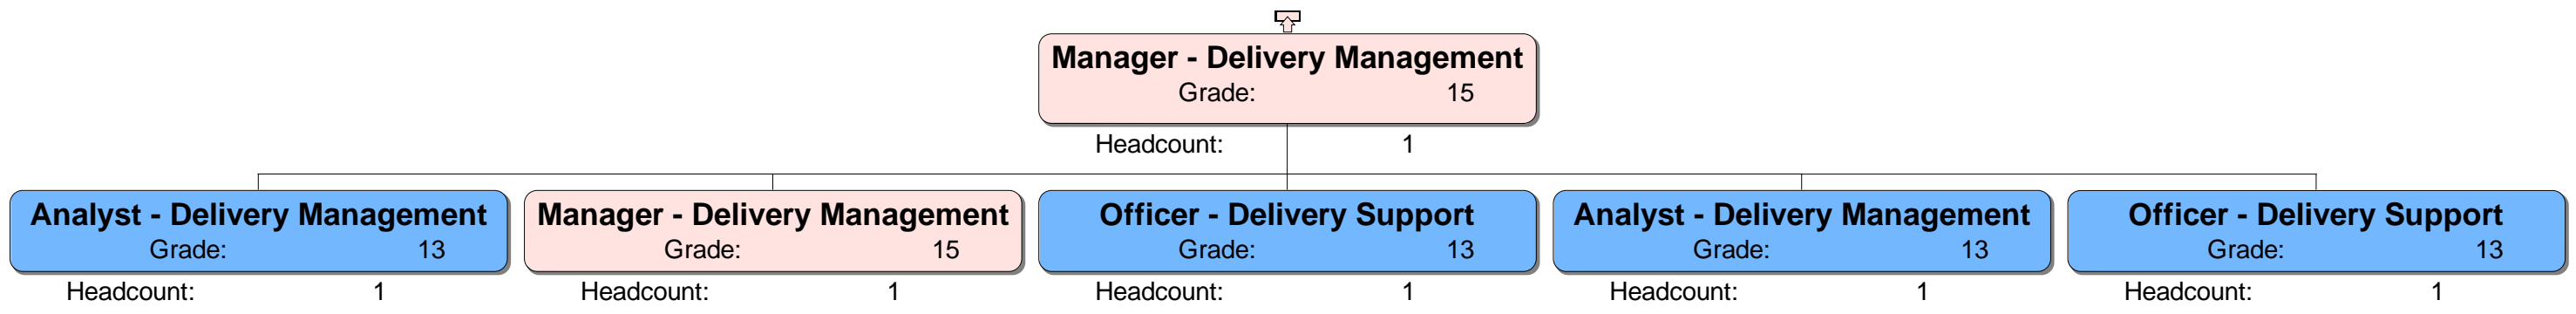 Manager - Delivery Management
Grade: 15
Headcount: 1
Analyst - Delivery Management
Grade: 13
Headcount: 1
Manager - Delivery Management
Grade: 15
Headcount: 1
Officer - Delivery Support
Grade: 13
Headcount: 1
Analyst - Delivery Management
Grade: 13
Headcount: 1
Officer - Delivery Support
Grade: 13
Headcount: 1